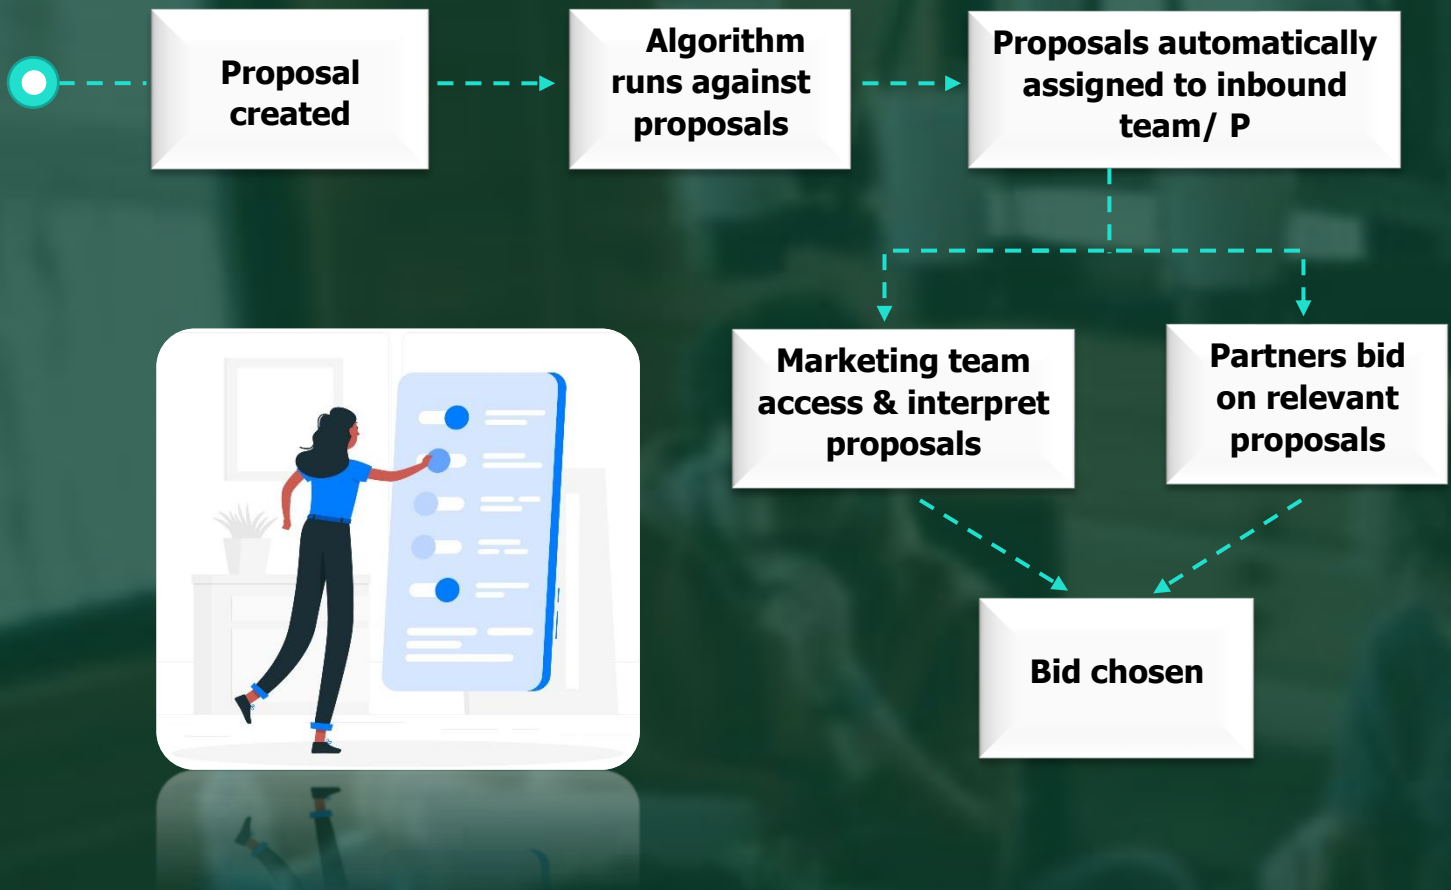 Proposal
created
Algorithm
runs against
proposals
Proposals automatically
assigned to inbound
team/ P
Marketing team
access & interpret
proposals
Partners bid
on relevant
proposals
Bid chosen